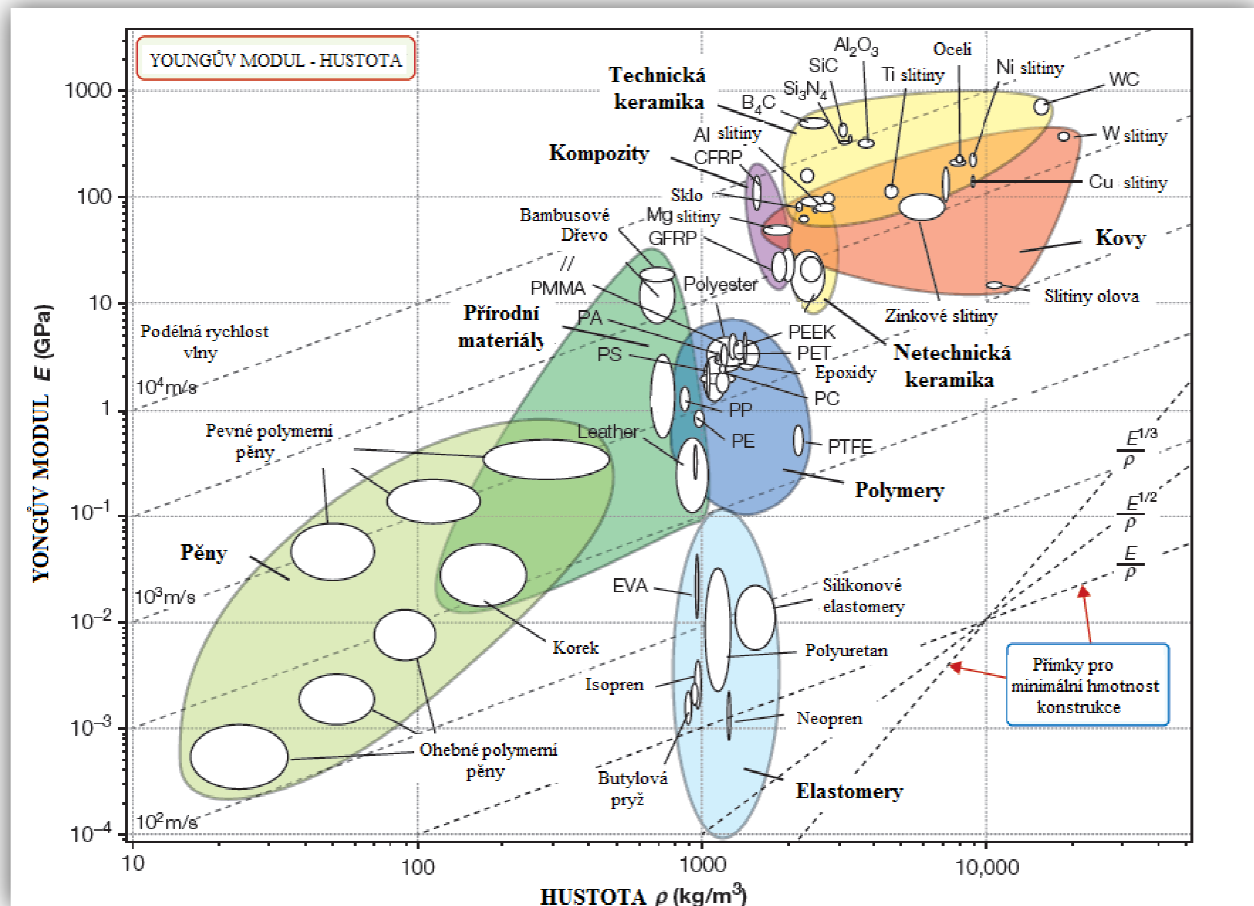 YOUNGŮV MODUL - HUSTOTA
YONGŮV MODUL E (GPa)
1000
100
10
1
10⁻¹
10⁻²
10⁻³
10⁻⁴
Technická
keramika
Al₂O₃
SiC
Si₃N₄
B₄C
Oceli
Ti slitiny
Ni slitiny
WC
W slitiny
Cu slitiny
Kovy
Slitiny olova
Zinkové slitiny
Netechnická
keramika
Al slitiny
CFRP
Kompozity
Sklo
Mg slitiny
GFRP
Bambusové
Dřevo
//
PMMA
Polyester
Přírodní
materiály
PA
PS
PEEK
PET
Epoxidy
PC
PP
PE
PTFE
Leather
Polymery
Podélná rychlost
vlny
10⁴m/s
10³m/s
10²m/s
Pevné polymerní
pěny
Pěny
Korek
Ohebné polymerní
pěny
EVA
Silikonové
elastomery
Polyuretan
Isopren
Neopren
Butylová
pryž
Elastomery
E^1/3
ρ
E^1/2
ρ
E
ρ
Přímky pro
minimální hmotnost
konstrukce
10
100
1000
10,000
HUSTOTA ρ (kg/m³)